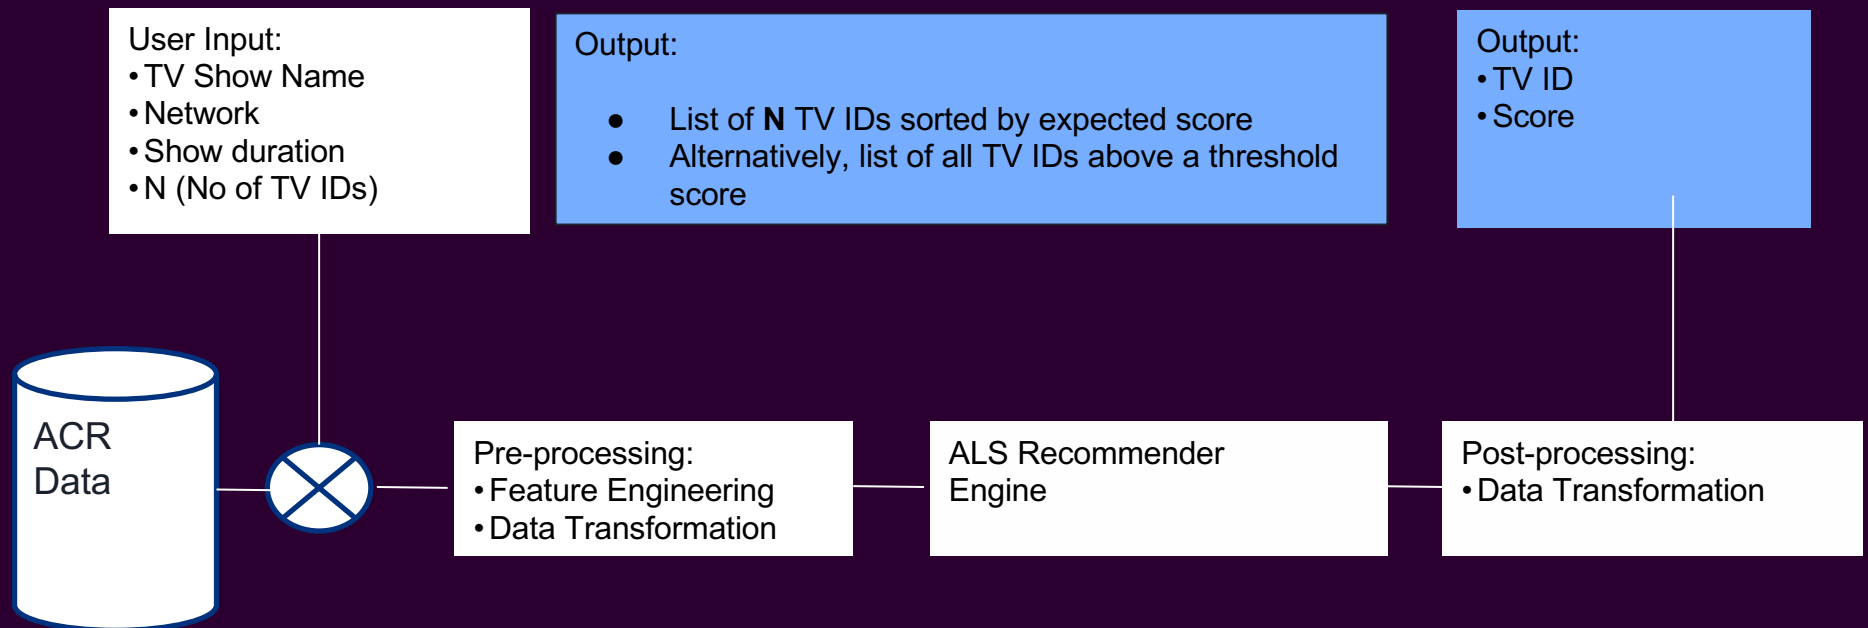 User Input:
•TV Show Name
•Network
•Show duration
•N (No of TV IDs)
Output:
● List of N TV IDs sorted by expected score
● Alternatively, list of all TV IDs above a threshold
score
Output:
•TV ID
•Score
ACR
Data
Pre-processing:
•Feature Engineering
•Data Transformation
ALS Recommender
Engine
Post-processing:
•Data Transformation